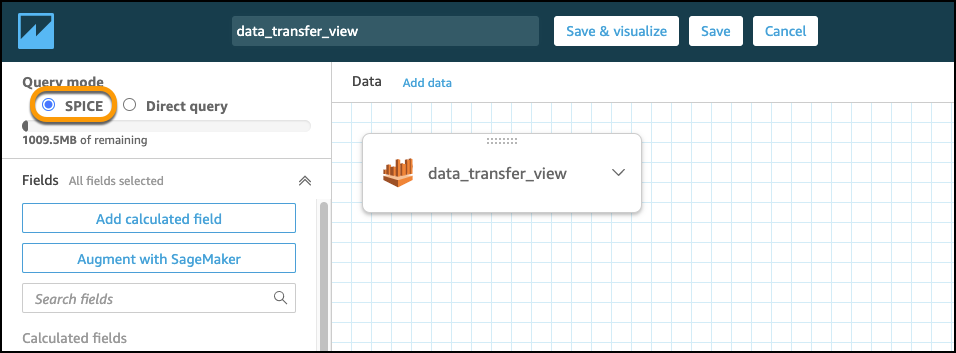 data_transfer_view
Save & visualize
Save
Cancel
Query mode
SPICE
Direct query
1009.5MB of remaining
Fields
All fields selected
Add calculated field
Augment with SageMaker
Search fields
Calculated fields
Data
Add data
data_transfer_view